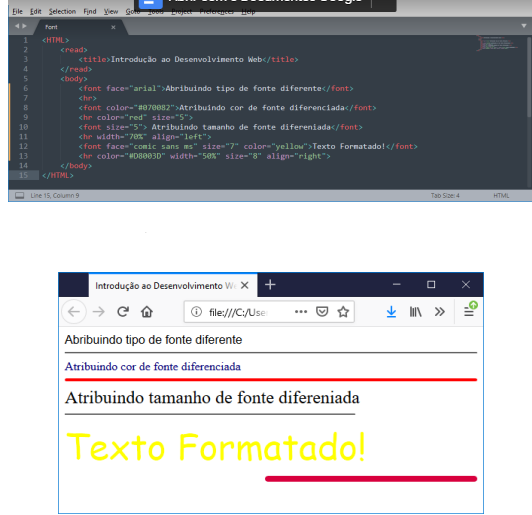 File Edit Selection Find View Goto Tools Project Preferences Help
Font ×
1 <HTML>
2 <read>
3 <title>Introdução ao Desenvolvimento Web</title>
4 </read>
5 <body>
6 <font face="arial">Abribuindo tipo de fonte diferente</font>
7 <hr>
8 <font color="#070082">Atribuindo cor de fonte diferenciada</font>
9 <hr color="red" size="5">
10 <font size="5"> Atribuindo tamanho de fonte difereniada</font>
11 <hr width="70%" align="left">
12 <font face="comic sans ms" size="7" color="yellow">Texto Formatado!</font>
13 <hr color="#D8003D" width="50%" size="8" align="right">
14 </body>
15 </HTML>
Line 15, Column 9 Tab Size: 4 HTML
Introdução ao Desenvolvimento W
file:///C:/Use
Abribuindo tipo de fonte diferente
Atribuindo cor de fonte diferenciada
Atribuindo tamanho de fonte difereniada
Texto Formatado!